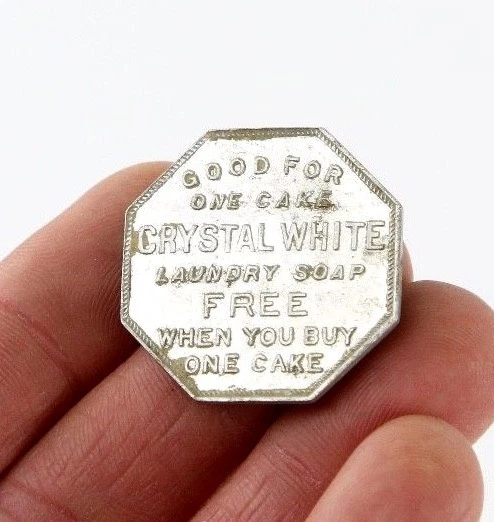 GOOD FOR
ONE CAKE
CRYSTAL WHITE
LAUNDRY SOAP
FREE
WHEN YOU BUY
ONE CAKE